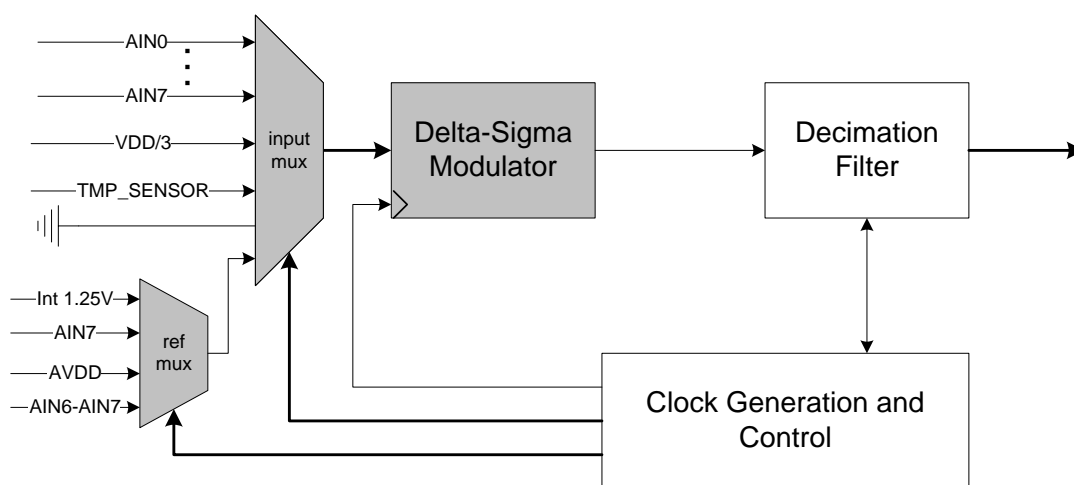 AIN0
AIN7
VDD/3
TMP_SENSOR
input
mux
Delta-Sigma
Modulator
Decimation
Filter
Int 1.25V
AIN7
AVDD
AIN6-AIN7
ref
mux
Clock Generation and
Control